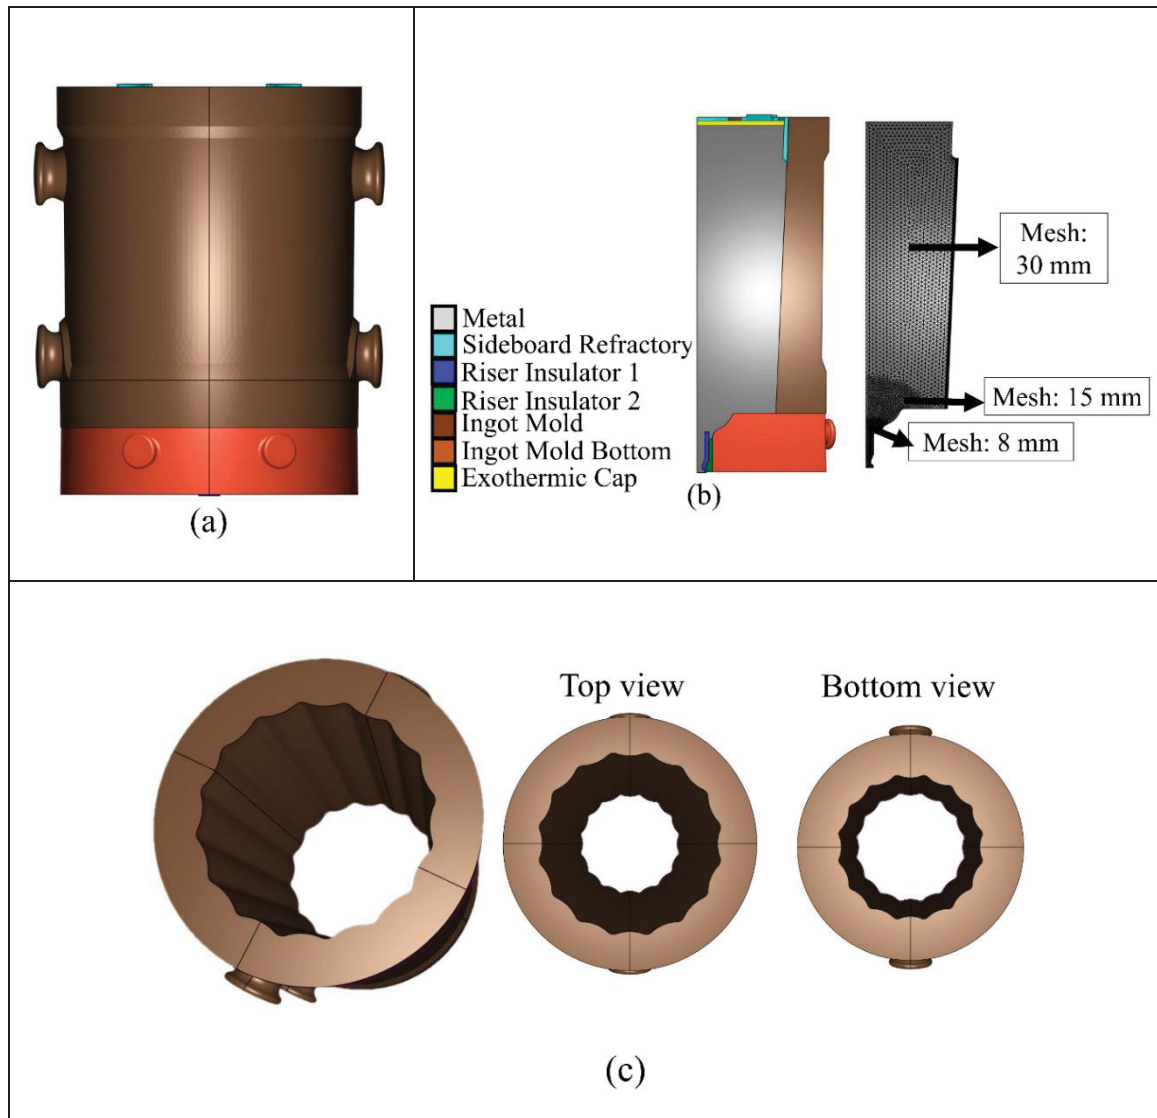 (a)
Metal
Sideboard Refractory
Riser Insulator 1
Riser Insulator 2
Ingot Mold
Ingot Mold Bottom
Exothermic Cap
(b)
Mesh:
30 mm
Mesh: 15 mm
Mesh: 8 mm
Top view
Bottom view
(c)